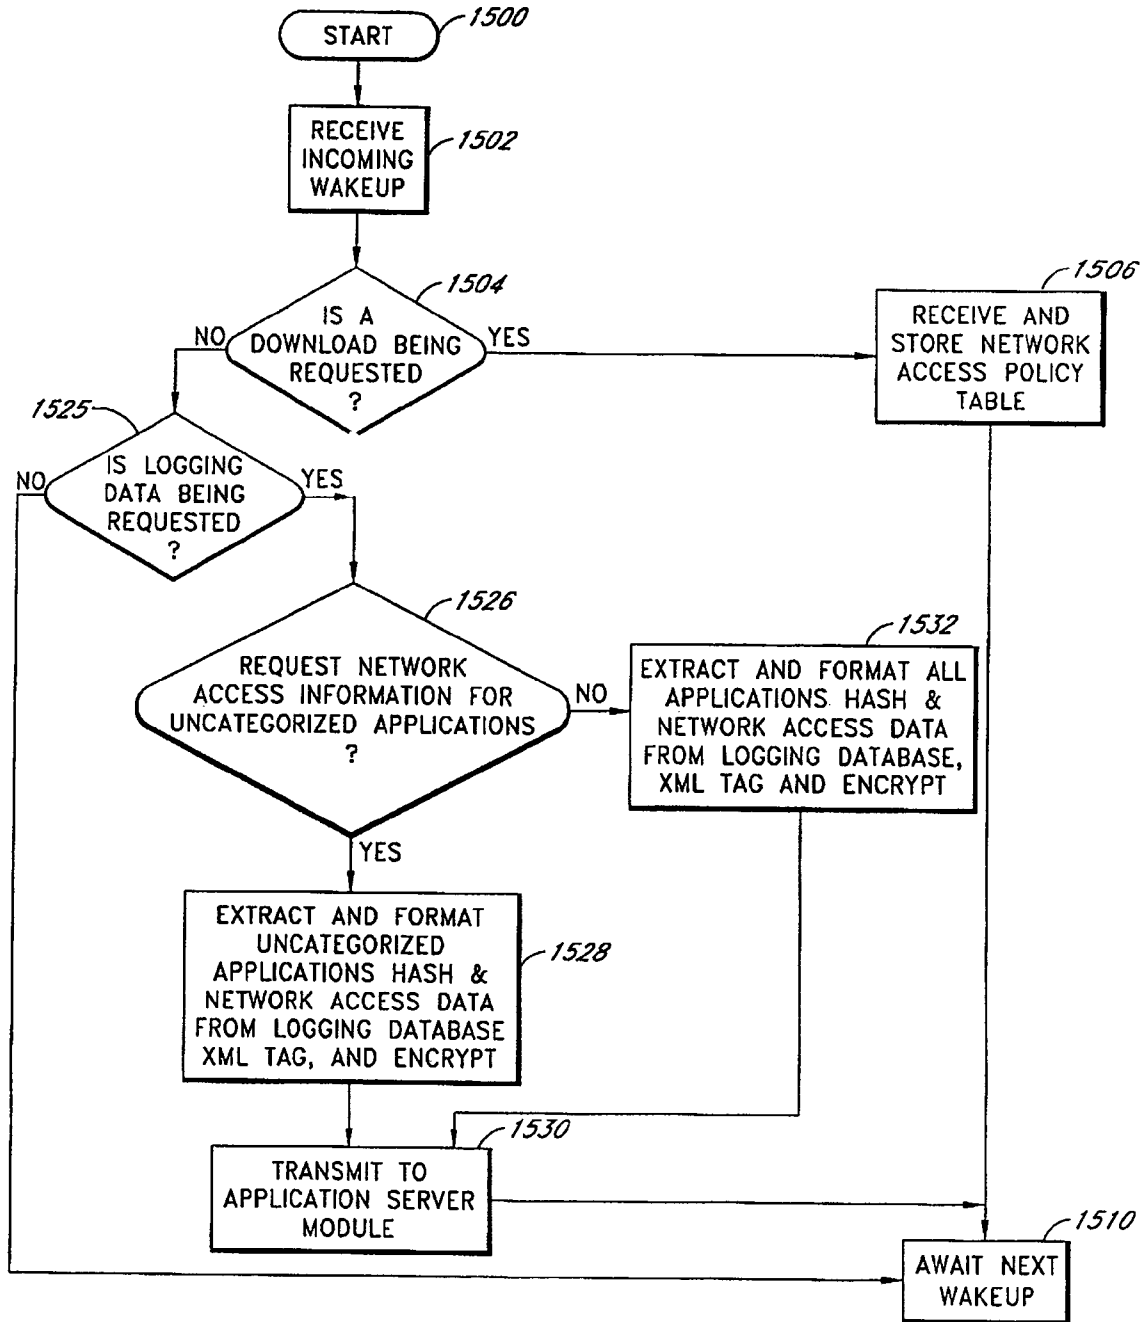 START
1500
RECEIVE
INCOMING
WAKEUP
1502
IS A
DOWNLOAD BEING
REQUESTED
?
1504
NO
YES
RECEIVE AND
STORE NETWORK
ACCESS POLICY
TABLE
1506
1525
IS LOGGING
DATA BEING
REQUESTED
?
NO
YES
1526
REQUEST NETWORK
ACCESS INFORMATION FOR
UNCATEGORIZED APPLICATIONS
?
NO
YES
1532
EXTRACT AND FORMAT ALL
APPLICATIONS HASH &
NETWORK ACCESS DATA
FROM LOGGING DATABASE,
XML TAG AND ENCRYPT
EXTRACT AND FORMAT
UNCATEGORIZED
APPLICATIONS HASH &
NETWORK ACCESS DATA
FROM LOGGING DATABASE
XML TAG, AND ENCRYPT
1528
1530
TRANSMIT TO
APPLICATION SERVER
MODULE
1510
AWAIT NEXT
WAKEUP